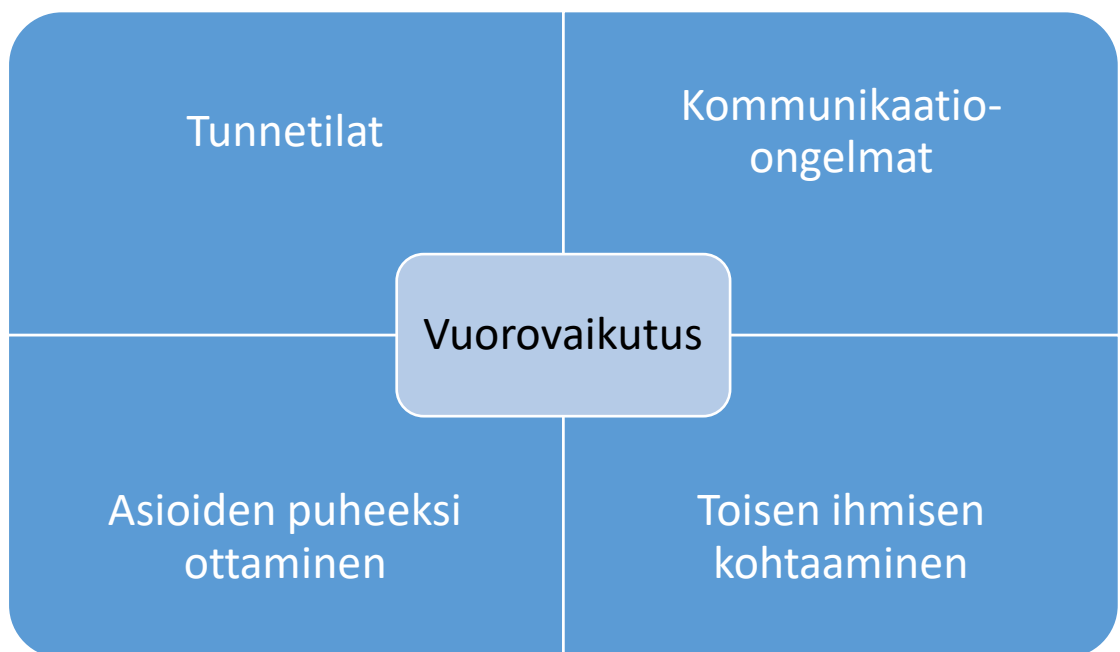 Tunnetilat
Kommunikaatio-
ongelmat
Vuorovaikutus
Asioiden puheeksi
ottaminen
Toisen ihmisen
kohtaaminen